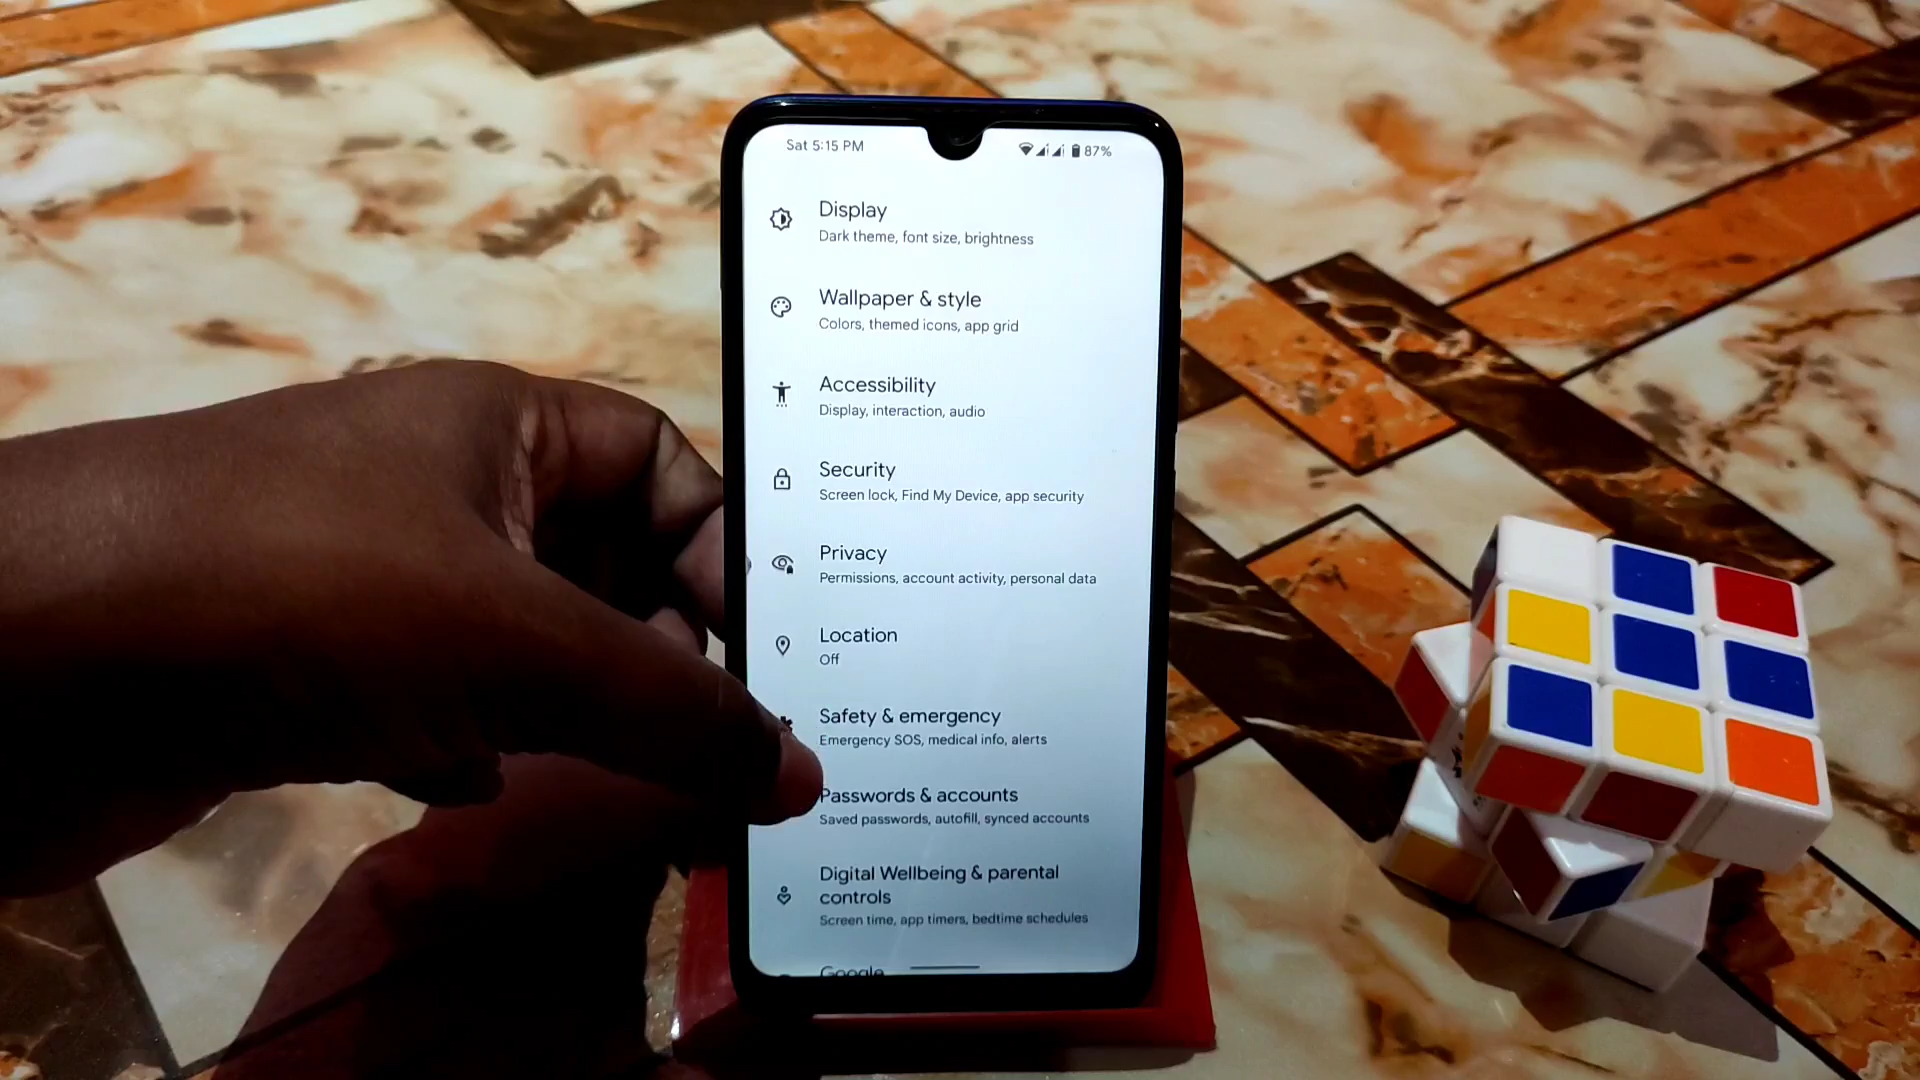 Sat 5:15 PM
87%
Display
Dark theme, font size, brightness
Wallpaper & style
Colors, themed icons, app grid
Accessibility
Display, interaction, audio
Security
Screen lock, Find My Device, app security
Privacy
Permissions, account activity, personal data
Location
Off
Safety & emergency
Emergency SOS, medical info, alerts
Passwords & accounts
Saved passwords, autofill, synced accounts
Digital Wellbeing & parental
controls
Screen time, app timers, bedtime schedules
Google